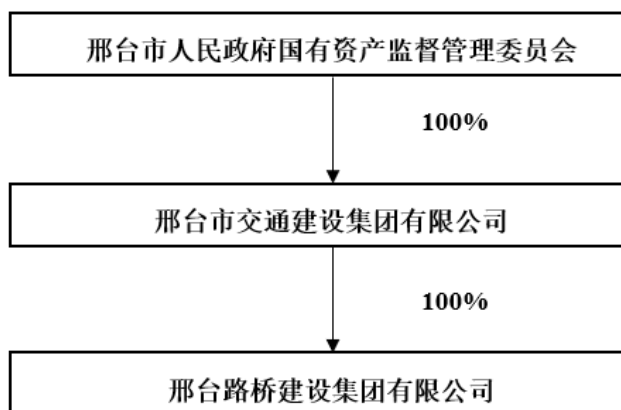 邢台市人民政府国有资产监督管理委员会
100%
邢台市交通建设集团有限公司
100%
邢台路桥建设集团有限公司